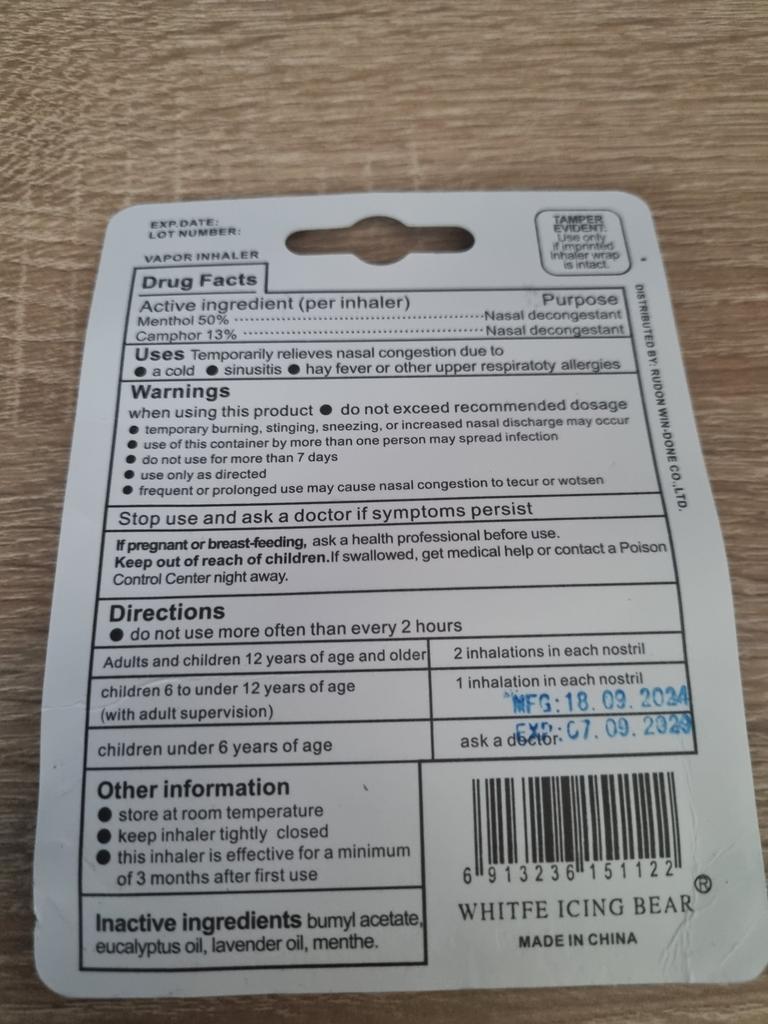 EXP.DATE:
LOT NUMBER:
VAPOR INHALER
TAMPER
EVIDENT:
Use only
if imprinted
Inhaler wrap
is intact.
Drug Facts
Active ingredient (per inhaler) Purpose
Menthol 50% ······ Nasal decongestant
Camphor 13% ······ Nasal decongestant
Uses Temporarily relieves nasal congestion due to
● a cold ● sinusitis ● hay fever or other upper respiratoty allergies
Warnings
when using this product ● do not exceed recommended dosage
● temporary burning, stinging, sneezing, or increased nasal discharge may occur
● use of this container by more than one person may spread infection
● do not use for more than 7 days
● use only as directed
● frequent or prolonged use may cause nasal congestion to tecur or wotsen
Stop use and ask a doctor if symptoms persist
If pregnant or breast-feeding, ask a health professional before use.
Keep out of reach of children.If swallowed, get medical help or contact a Poison
Control Center night away.
Directions
● do not use more often than every 2 hours
Adults and children 12 years of age and older 2 inhalations in each nostril
children 6 to under 12 years of age 1 inhalation in each nostril
(with adult supervision)
MFG: 18. 09. 2024
children under 6 years of age ask a doctor.
EXP: 07. 09. 2029
DISTRIBUTED BY: RUDON WIN-DONE CO.,LTD.
Other information
● store at room temperature
● keep inhaler tightly closed
● this inhaler is effective for a minimum
of 3 months after first use
Inactive ingredients bumyl acetate,
eucalyptus oil, lavender oil, menthe.
6 913236 151122
WHITFE ICING BEAR®
MADE IN CHINA